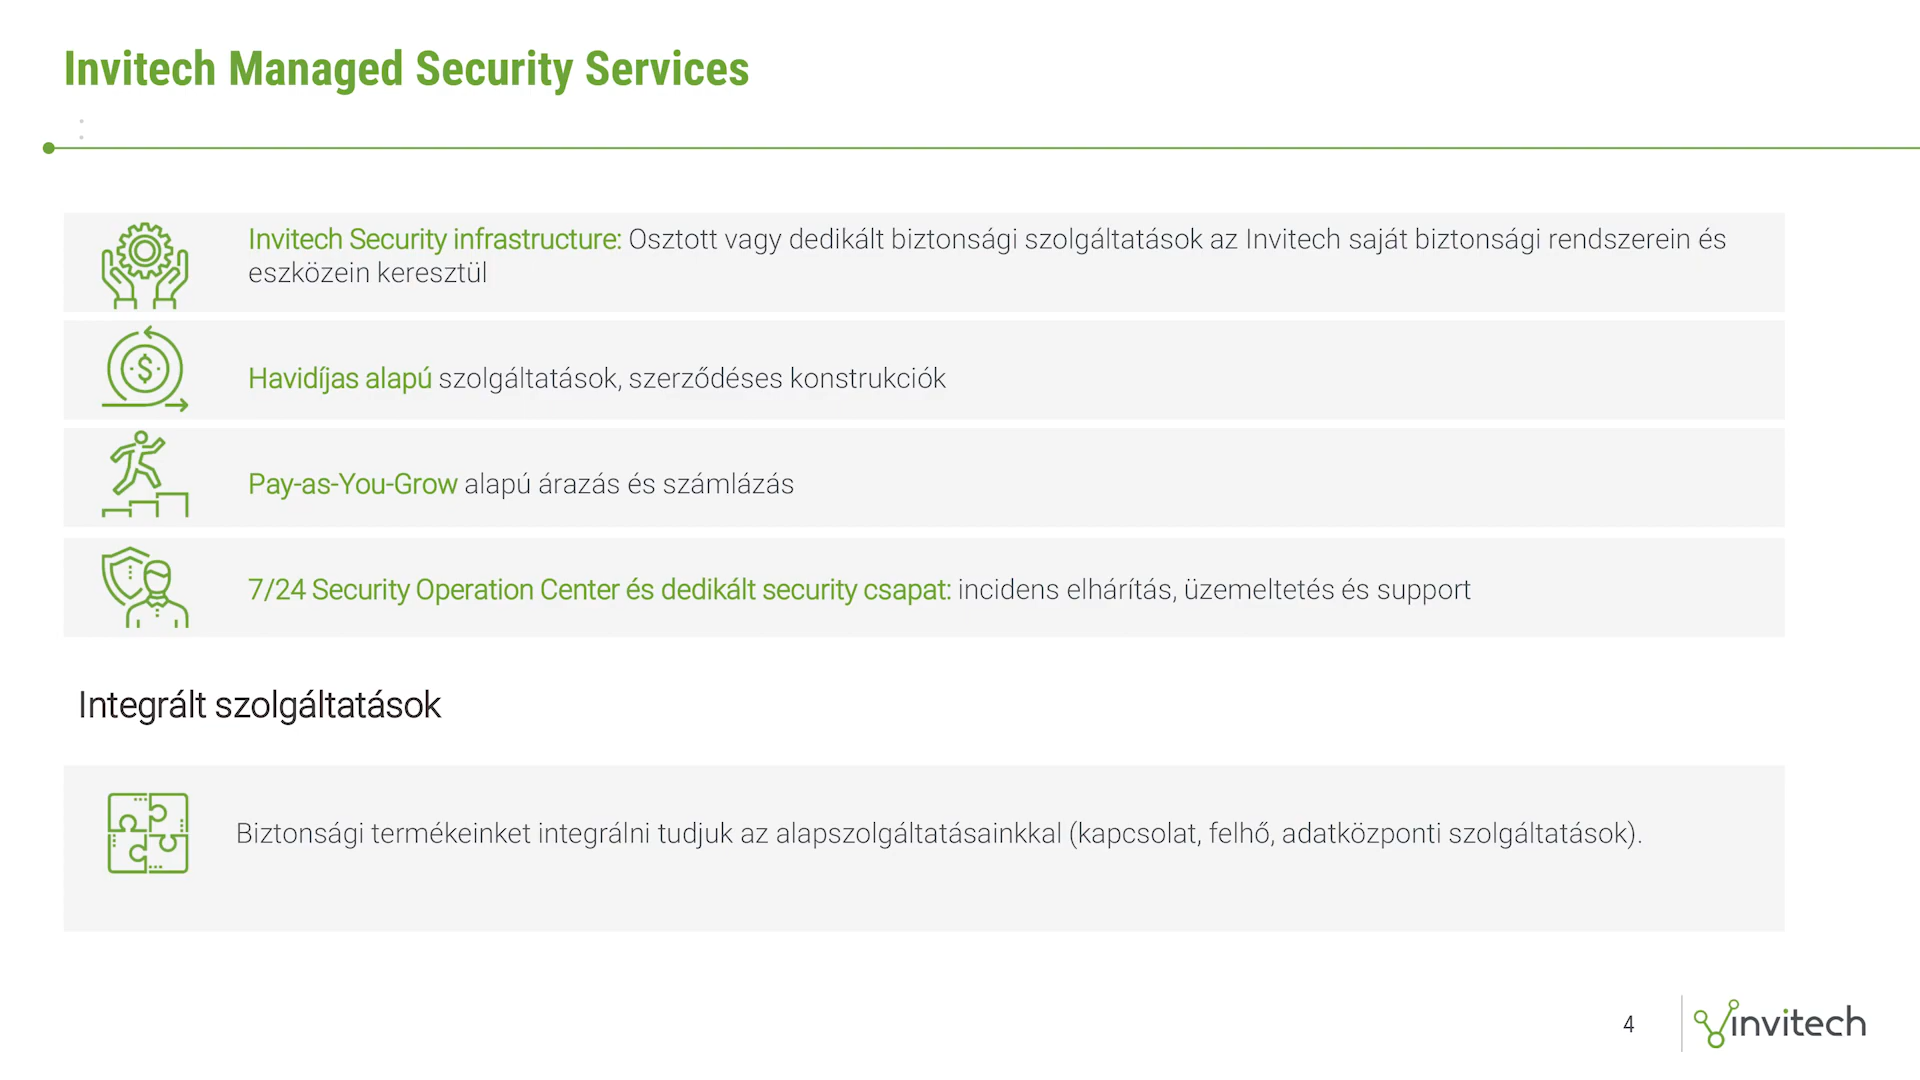 Invitech Managed Security Services
Invitech Security infrastructure: Osztott vagy dedikált biztonsági szolgáltatások az Invitech saját biztonsági rendszerein és
eszközein keresztül
Havidíjas alapú szolgáltatások, szerződéses konstrukciók
Pay-as-You-Grow alapú árazás és számlázás
7/24 Security Operation Center és dedikált security csapat: incidens elhárítás, üzemeltetés és support
Integrált szolgáltatások
Biztonsági termékeinket integrálni tudjuk az alapszolgáltatásainkkal (kapcsolat, felhő, adatközponti szolgáltatások).
4
invitech